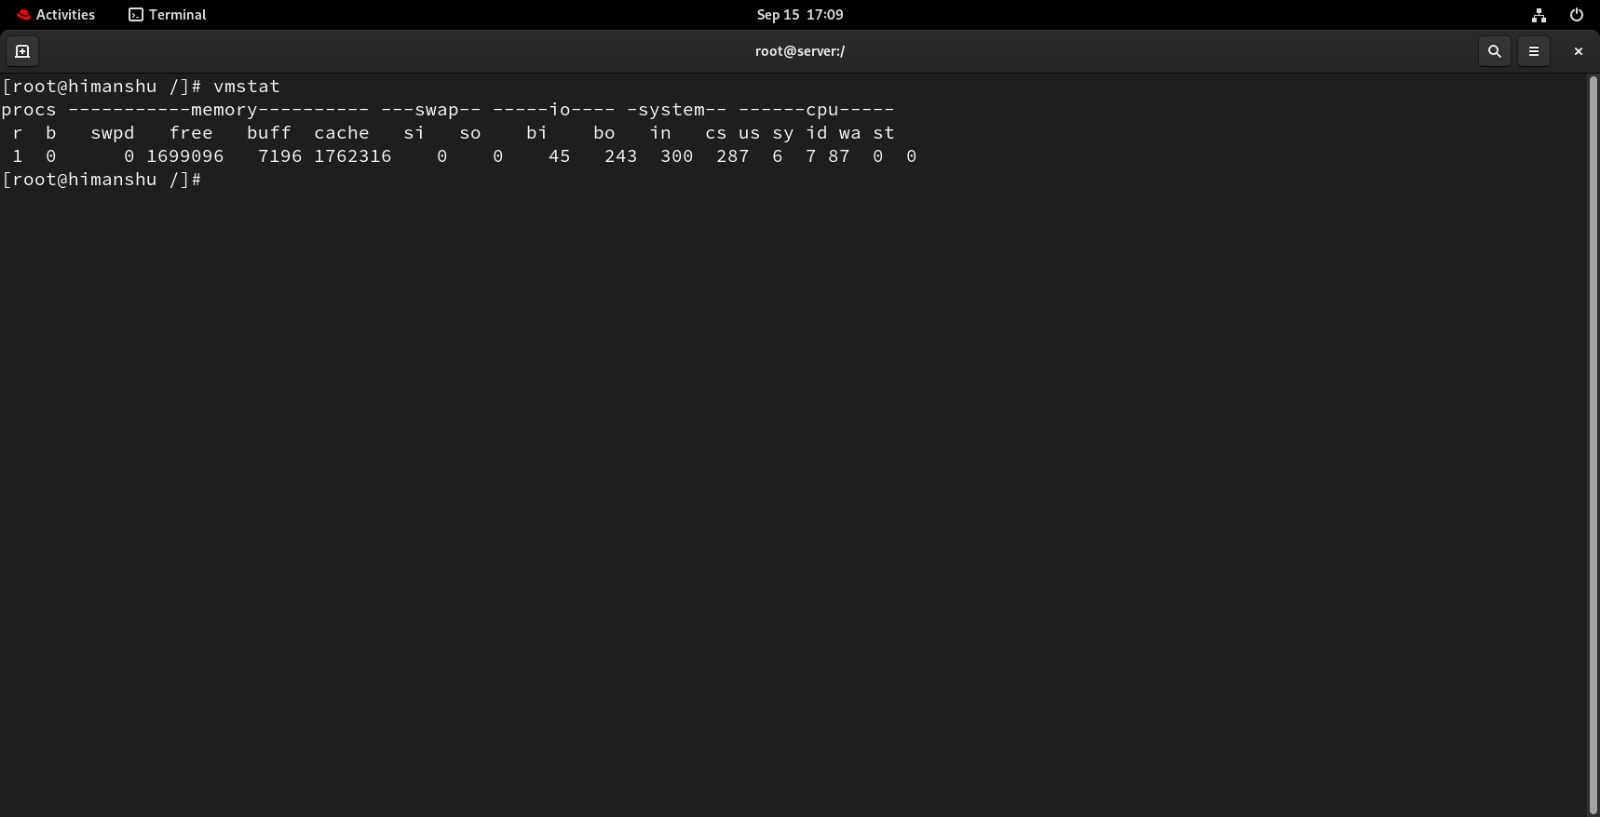 Activities Terminal Sep 15 17:09
root@server:/
[root@himanshu /]# vmstat
procs -----------memory---------- ---swap-- -----io---- -system-- ------cpu-----
 r  b   swpd   free   buff  cache   si   so    bi    bo   in   cs us sy id wa st
 1  0      0 1699096   7196 1762316    0    0    45   243  300  287  6  7 87  0  0
[root@himanshu /]#